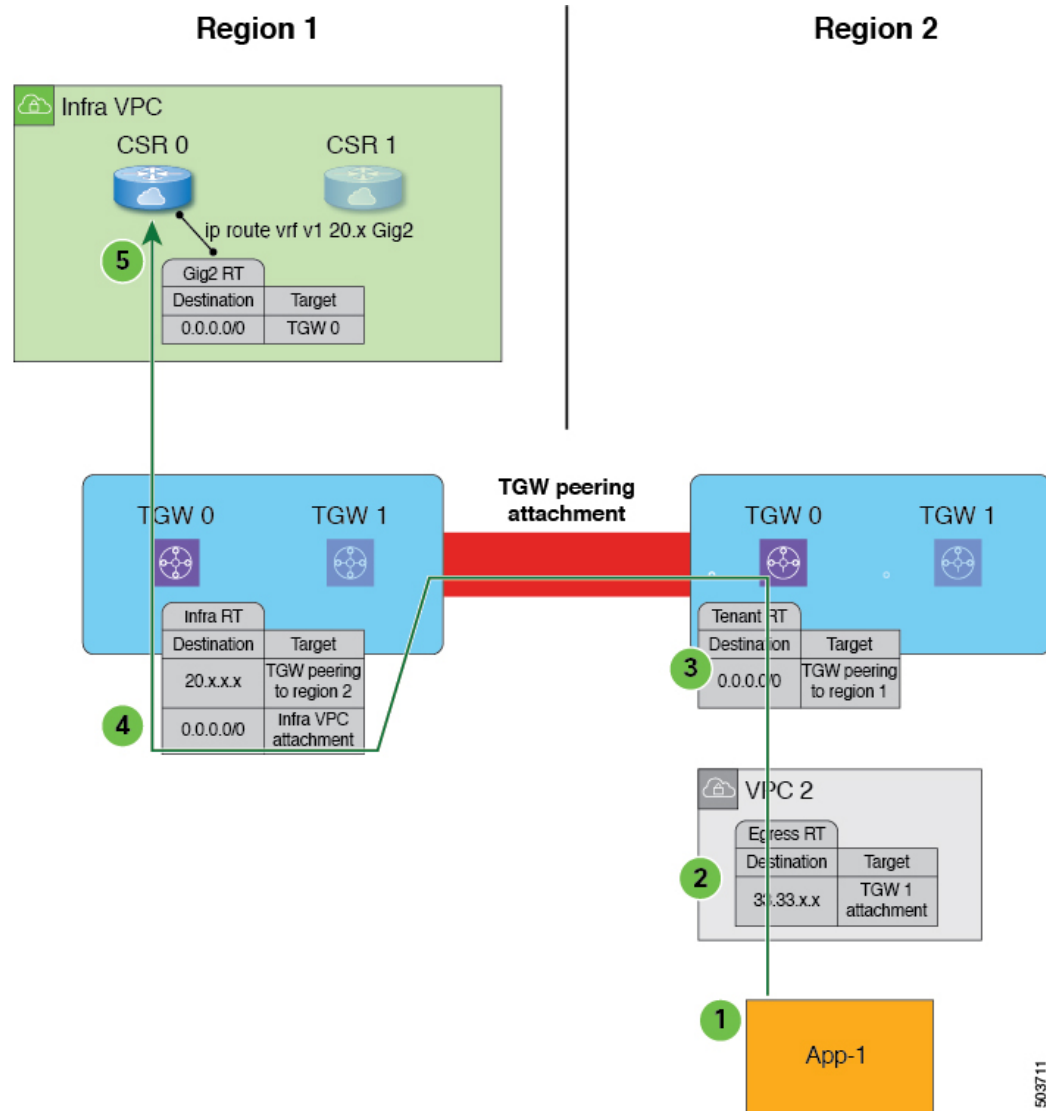 Region 1
Region 2
Infra VPC
CSR 0
CSR 1
ip route vrf v1 20.x Gig2
5
Gig2 RT
Destination
Target
0.0.0.0/0
TGW 0
TGW peering
attachment
TGW 0
TGW 1
TGW 0
TGW 1
Infra RT
Destination
Target
20.x.x.x
TGW peering
to region 2
4
0.0.0.0/0
Infra VPC
attachment
Tenant RT
Destination
Target
3
0.0.0.0/0
TGW peering
to region 1
VPC 2
Egress RT
Destination
Target
2
33.33.x.x
TGW 1
attachment
1
App-1
503711